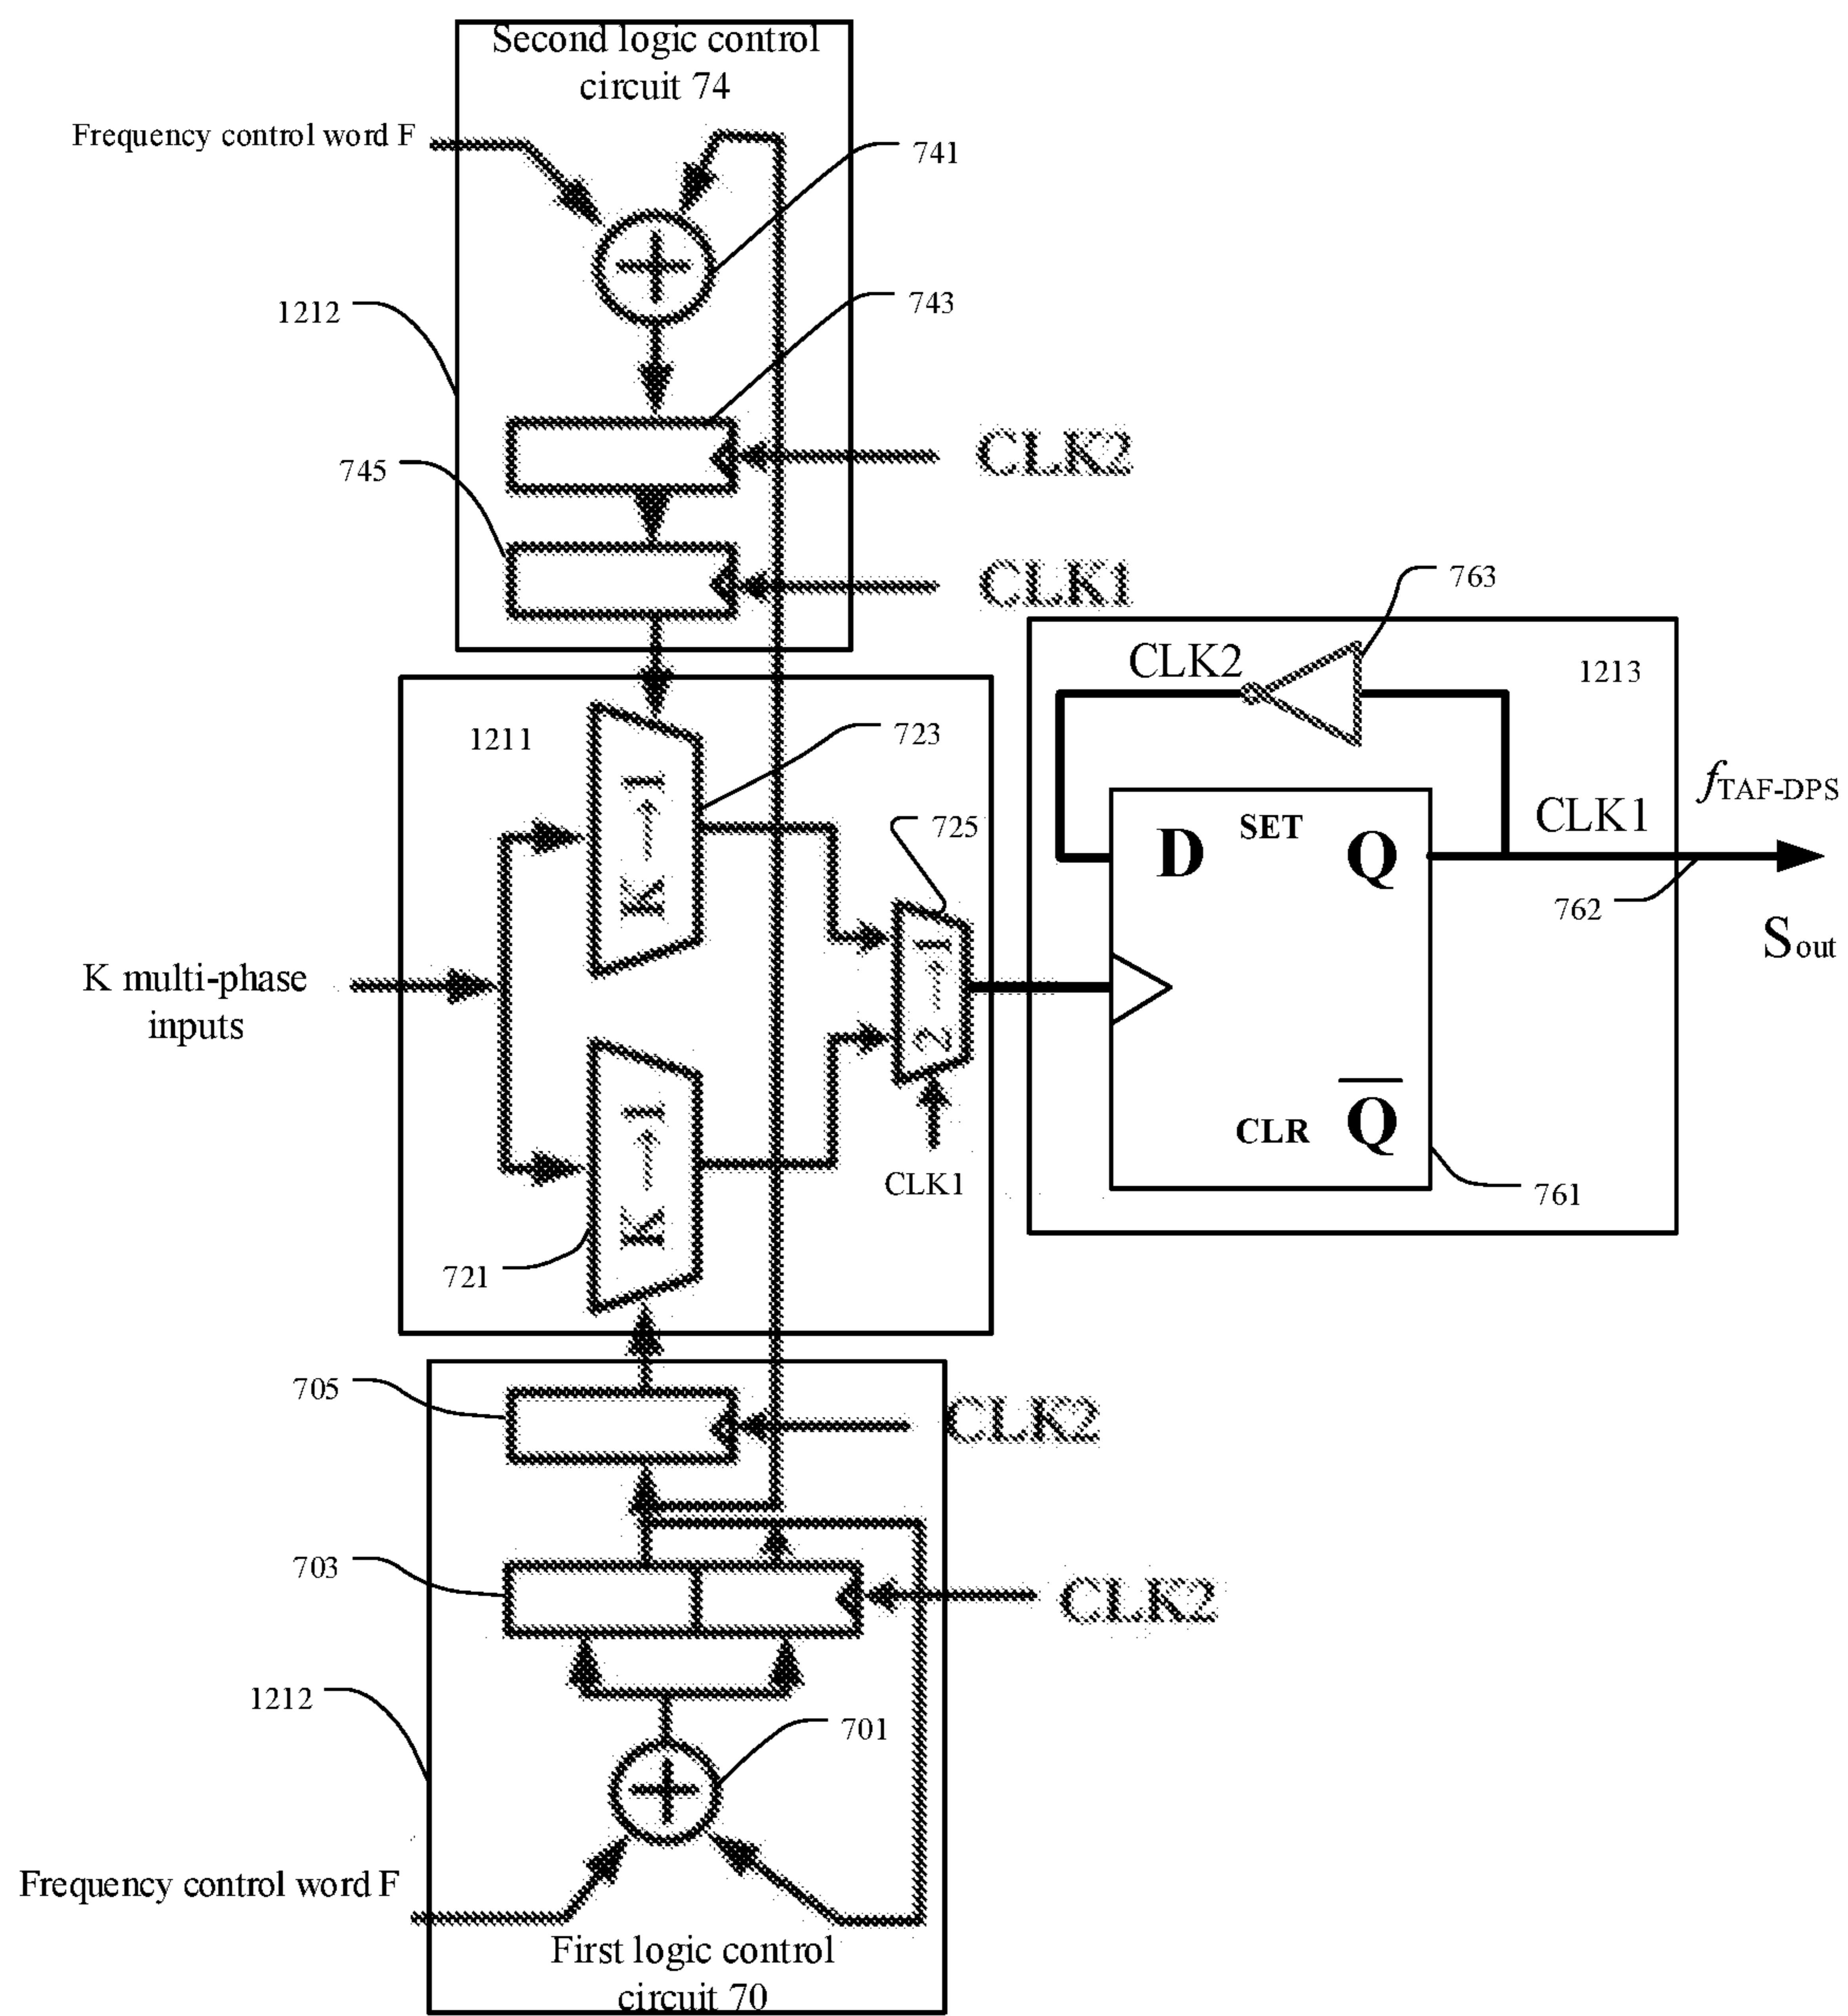 Second logic control
circuit 74
Frequency control word F
741
743
1212
CLK2
745
CLK1
763
CLK2
1213
1211
723
K→1
725
SET
D
Q
CLK1
fTAF-DPS
762
Sout
K multi-phase
inputs
2→1
K→1
CLR
Q
CLK1
761
721
705
CLK2
703
CLK2
1212
701
Frequency control word F
First logic control
circuit 70